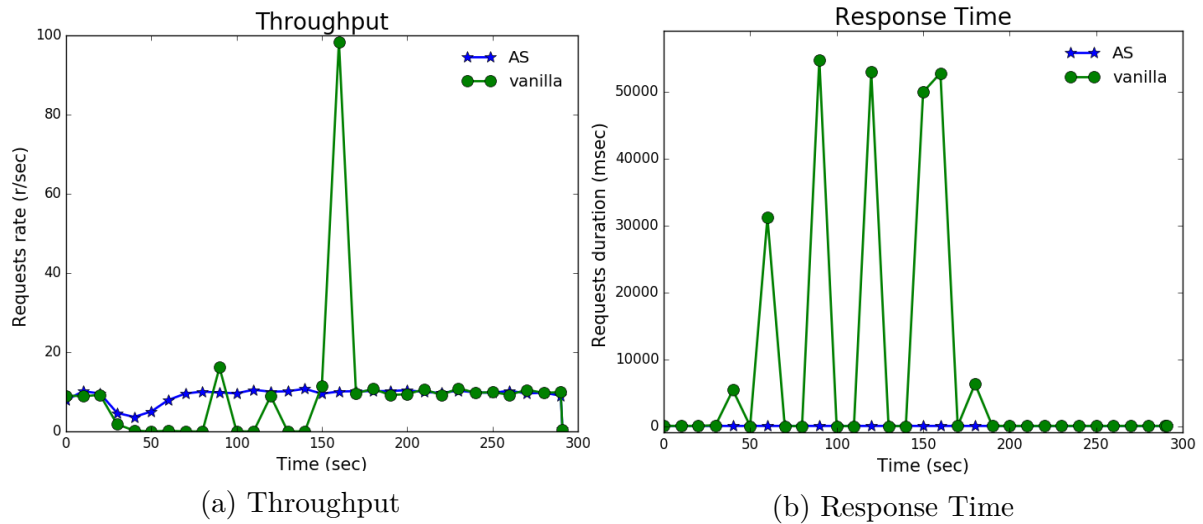 Throughput
100
80
60
40
20
0
0 50 100 150 200 250 300
Requests rate (r/sec)
Time (sec)
AS
vanilla
(a) Throughput
Response Time
50000
40000
30000
20000
10000
0
0 50 100 150 200 250 300
Requests duration (msec)
Time (sec)
AS
vanilla
(b) Response Time